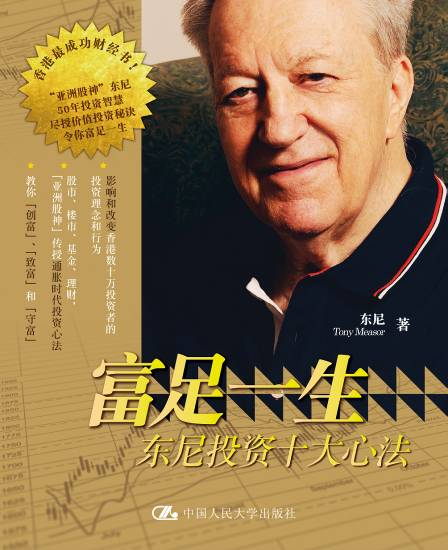 香港最成功财经书!
“亚洲股神”东尼
50年投资智慧
尽授价值投资秘诀
令你富足一生
影响和改变香港数十万投资者的
投资理念和行为
股市、楼市、基金、理财,
「亚洲股神」传授通胀时代投资心法
教你「创富」、「致富」和「守富」
东尼
Tony Measor
著
富足一生
东尼投资十大心法
中国人民大学出版社